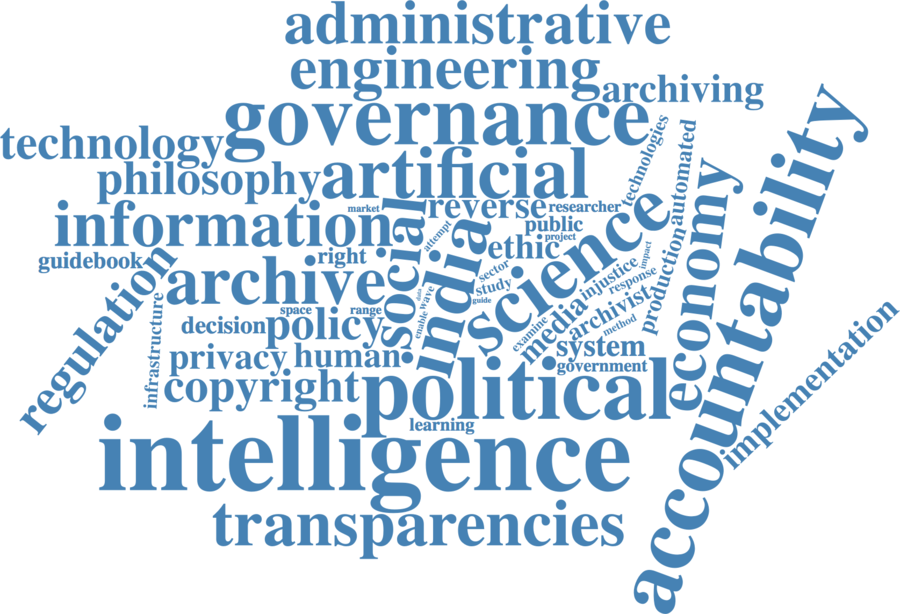 administrative
engineering
archiving
governance
technology
philosophy
artificial
technologies
automated
information
market
reverse
researcher
public
project
guidebook
right
social
attempt
india
ethic
science
economy
accountability
regulation
archive
sector
study
guide
injustice
impact
response
production
infrastructure
space
range
data
wave
enable
decision
policy
media
archivist
method
examine
privacy
human
system
government
copyright
political
implementation
learning
intelligence
transparencies